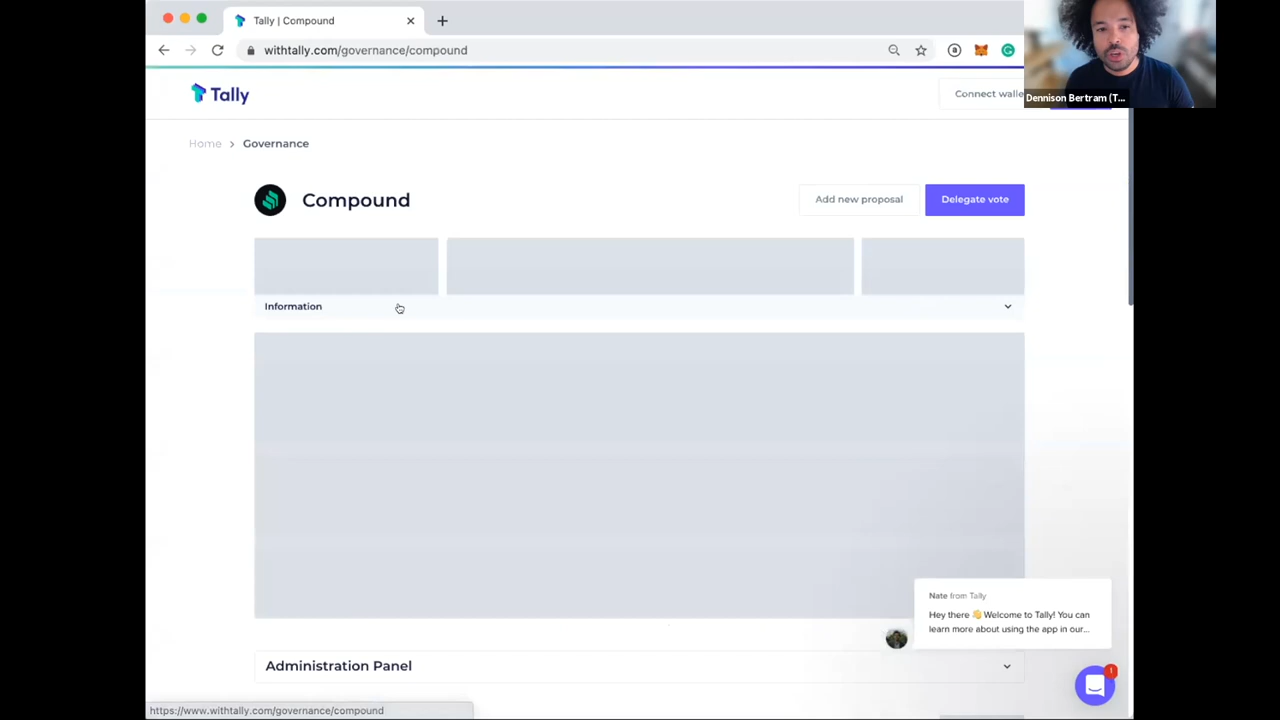 Tally | Compound
withtally.com/governance/compound
Tally
Connect walle
Dennison Bertram (T...
Home > Governance
Compound
Add new proposal
Delegate vote
Information
Nate from Tally
Hey there 👋 Welcome to Tally! You can
learn more about using the app in our...
Administration Panel
1
https://www.withtally.com/governance/compound